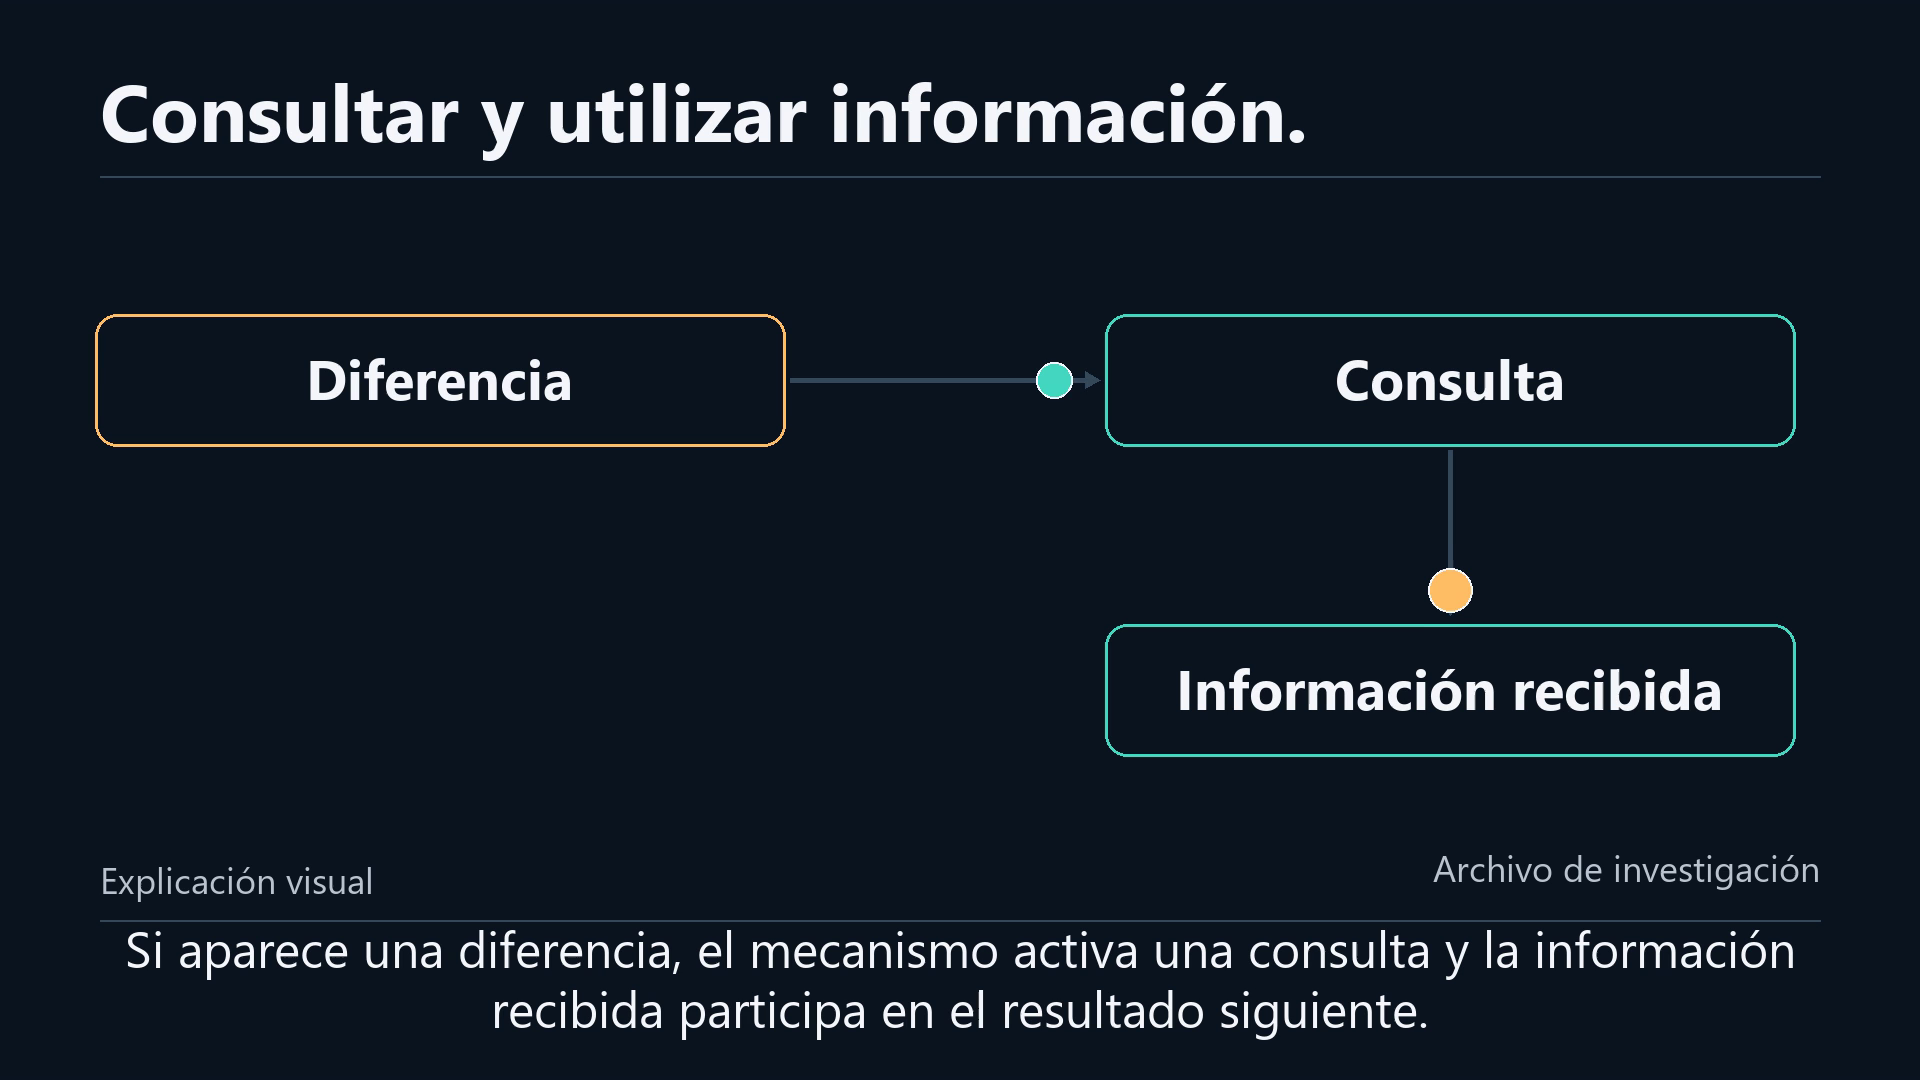 Consultar y utilizar información.
Diferencia
Consulta
Información recibida
Explicación visual
Archivo de investigación
Si aparece una diferencia, el mecanismo activa una consulta y la información
recibida participa en el resultado siguiente.